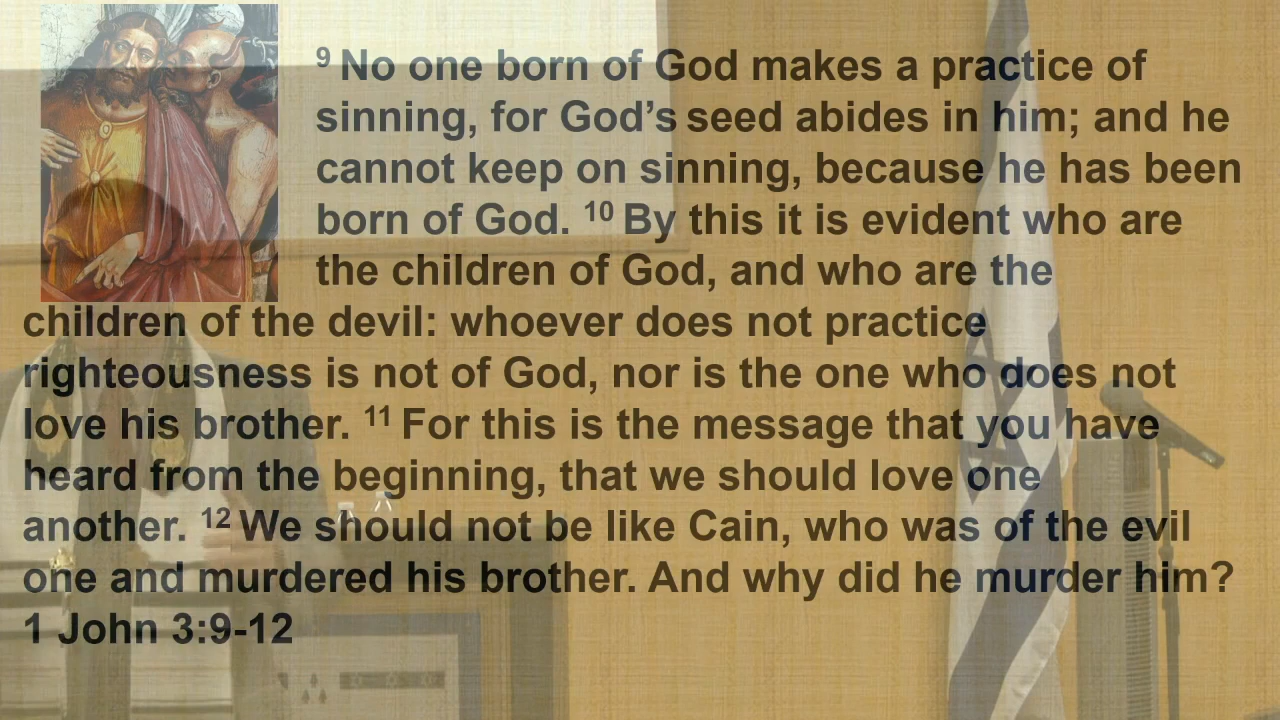 ⁹ No one born of God makes a practice of
sinning, for God’s seed abides in him; and he
cannot keep on sinning, because he has been
born of God. ¹⁰ By this it is evident who are
the children of God, and who are the
children of the devil: whoever does not practice
righteousness is not of God, nor is the one who does not
love his brother. ¹¹ For this is the message that you have
heard from the beginning, that we should love one
another. ¹² We should not be like Cain, who was of the evil
one and murdered his brother. And why did he murder him?
1 John 3:9-12